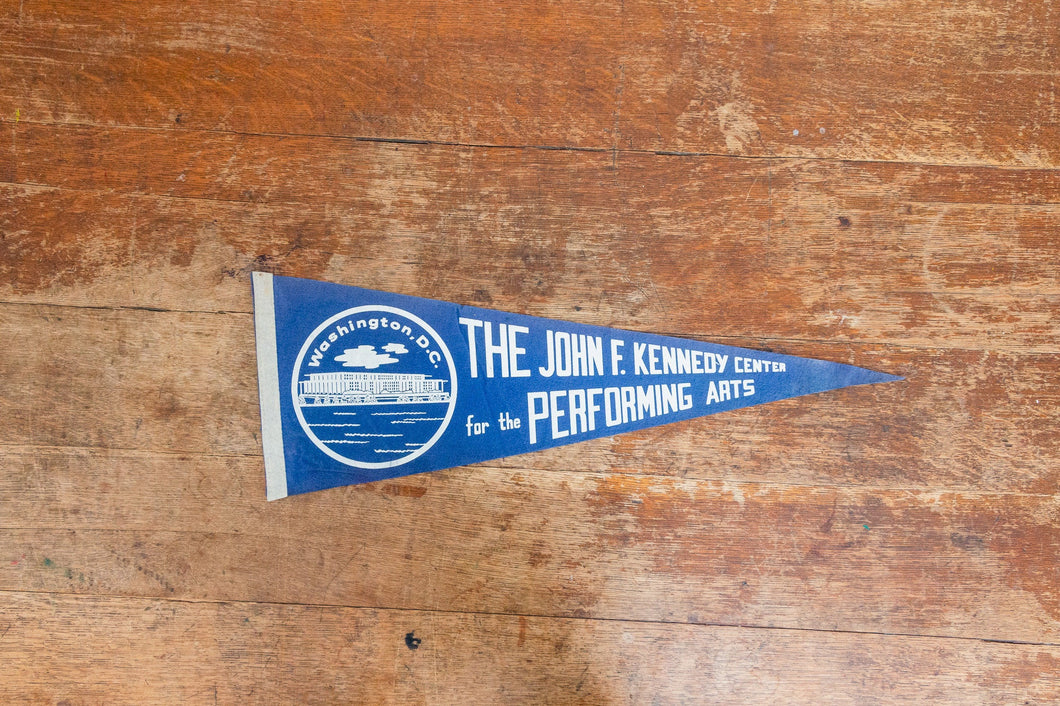 Washington, D.C.
THE JOHN F. KENNEDY CENTER
for the PERFORMING ARTS